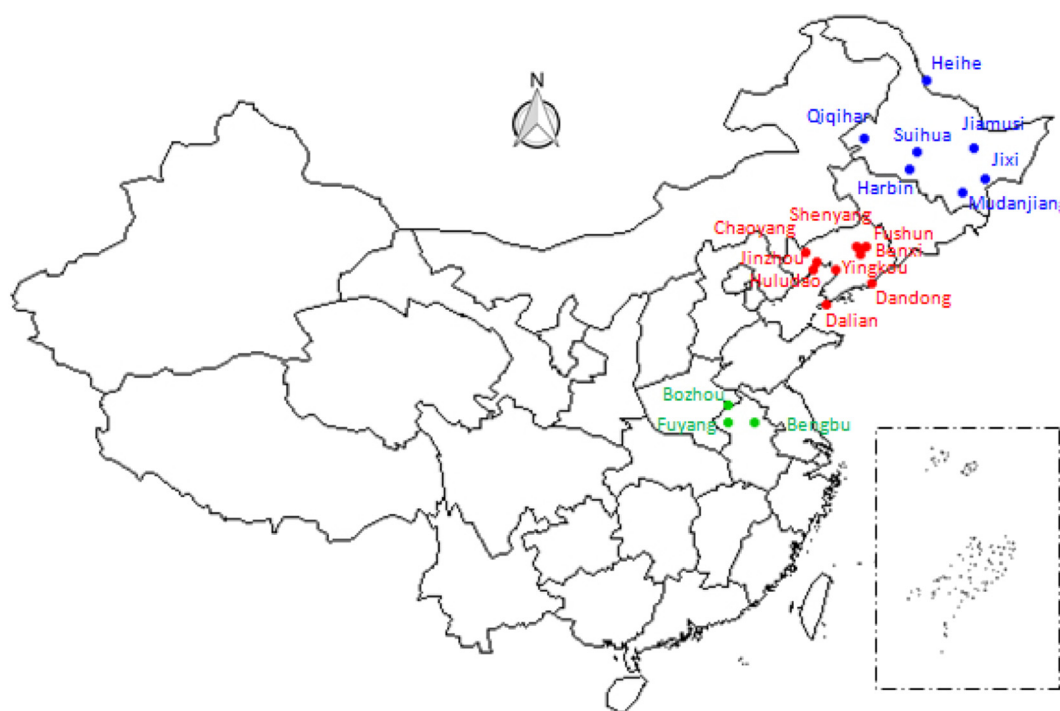 Heihe
N
Qiqihar
Suihua
Jiamusi
Jixi
Harbin
Mudanjiang
Shenyang
Chaoyang
Fushun
Benxi
Jinzhou
Yingkou
Huludao
Dandong
Dalian
Bozhou
Fuyang
Bengbu